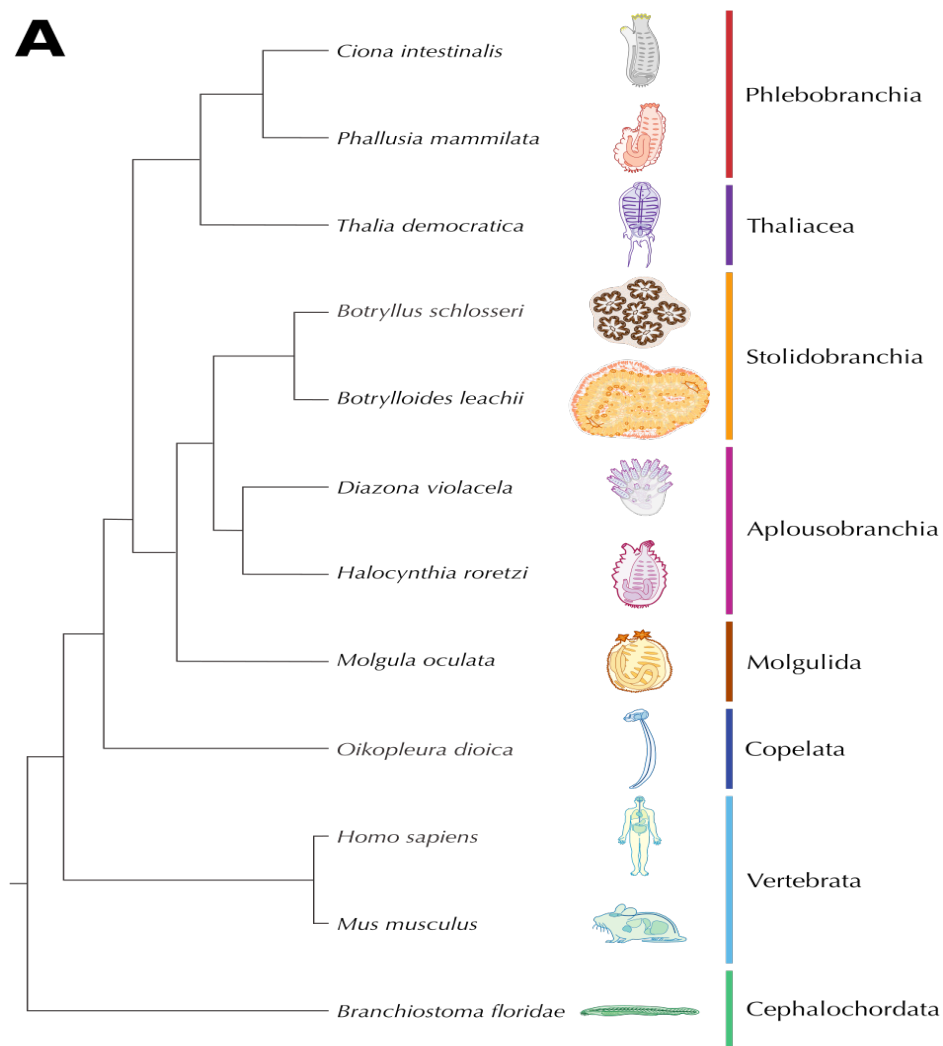 A
Ciona intestinalis
Phlebobranchia
Phallusia mammilata
Thalia democratica
Thaliacea
Botryllus schlosseri
Stolidobranchia
Botrylloides leachii
Diazona violacela
Aplousobranchia
Halocynthia roretzi
Molgula oculata
Molgulida
Oikopleura dioica
Copelata
Homo sapiens
Vertebrata
Mus musculus
Branchiostoma floridae
Cephalochordata